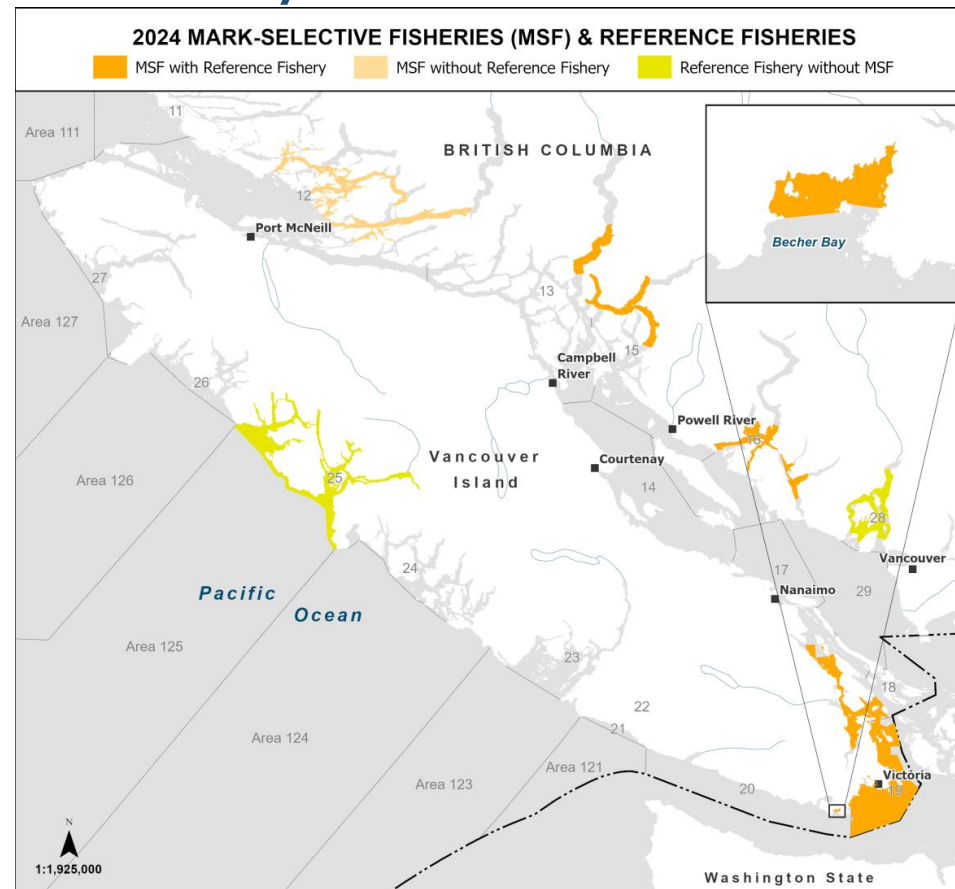 2024 MARK-SELECTIVE FISHERIES (MSF) & REFERENCE FISHERIES
MSF with Reference Fishery
MSF without Reference Fishery
Reference Fishery without MSF
11
Area 111
BRITISH COLUMBIA
12
Port McNeill
Becher Bay
27
13
Area 127
15
Campbell
River
26
Powell River
16
Vancouver
Island
Courtenay
Area 126
25
14
28
Vancouver
24
17
29
Pacific
Ocean
Nanaimo
Area 125
23
18
22
21
Area 124
Area 121
Area 123
20
Victoria
19
N
1:1,925,000
Washington State